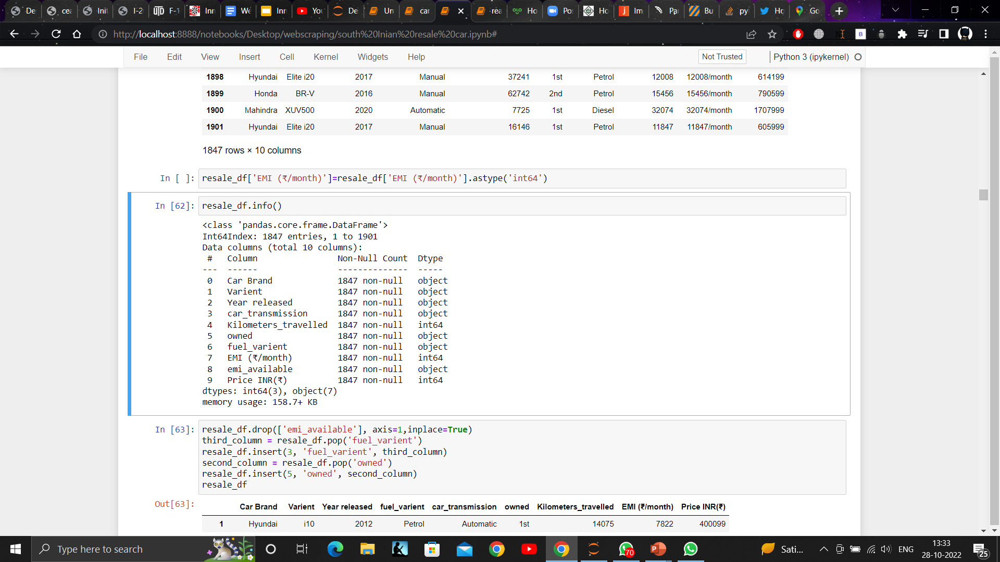 De cea Init I-2 F-1 Inn We Inn You De Un car rea Ho Pos Ho Im Par Bu py Ho Go
http://localhost:8888/notebooks/Desktop/webscraping/south%20Inian%20resale%20car.ipynb#
File Edit View Insert Cell Kernel Widgets Help Not Trusted Python 3 (ipykernel)
1898 Hyundai Elite i20 2017 Manual 37241 1st Petrol 12008 12008/month 614199
1899 Honda BR-V 2016 Manual 62742 2nd Petrol 15456 15456/month 790599
1900 Mahindra XUV500 2020 Automatic 7725 1st Diesel 32074 32074/month 1707999
1901 Hyundai Elite i20 2017 Manual 16146 1st Petrol 11847 11847/month 605999
1847 rows × 10 columns
In [ ]: resale_df['EMI (₹/month)']=resale_df['EMI (₹/month)'].astype('int64')
In [62]: resale_df.info()
<class 'pandas.core.frame.DataFrame'>
Int64Index: 1847 entries, 1 to 1901
Data columns (total 10 columns):
# Column Non-Null Count Dtype
--- ------ -------------- -----
0 Car Brand 1847 non-null object
1 Varient 1847 non-null object
2 Year released 1847 non-null object
3 car_transmission 1847 non-null object
4 Kilometers_travelled 1847 non-null int64
5 owned 1847 non-null object
6 fuel_varient 1847 non-null object
7 EMI (₹/month) 1847 non-null int64
8 emi_available 1847 non-null object
9 Price INR(₹) 1847 non-null int64
dtypes: int64(3), object(7)
memory usage: 158.7+ KB
In [63]: resale_df.drop(['emi_available'], axis=1,inplace=True)
third_column = resale_df.pop('fuel_varient')
resale_df.insert(3, 'fuel_varient', third_column)
second_column = resale_df.pop('owned')
resale_df.insert(5, 'owned', second_column)
resale_df
Out[63]: Car Brand Varient Year released fuel_varient car_transmission owned Kilometers_travelled EMI (₹/month) Price INR(₹)
1 Hyundai i10 2012 Petrol Automatic 1st 14075 7822 400099
Type here to search 70 Sati... ENG 13:33
28-10-2022 25